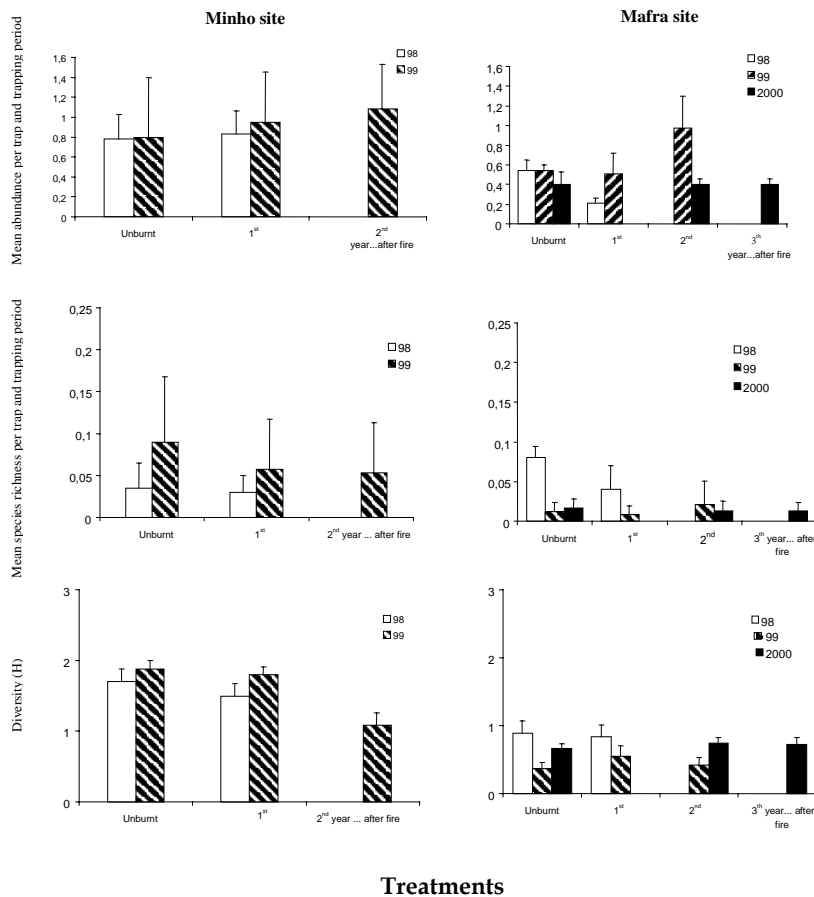 Minho site
Mafra site
Mean abundance per trap and trapping period
1,6
1,4
1,2
1
0,8
0,6
0,4
0,2
0
98
99
Unburnt
1st
2nd
year...after fire
1,6
1,4
1,2
1
0,8
0,6
0,4
0,2
0
98
99
2000
Unburnt
1st
2nd
3th
year...after fire
Mean species richness per trap and trapping period
0,25
0,2
0,15
0,1
0,05
0
98
99
Unburnt
1st
2nd year ... after fire
0,25
0,2
0,15
0,1
0,05
0
98
99
2000
Unburnt
1st
2nd
3th year... after
fire
Diversity (H)
3
2
1
0
98
99
Unburnt
1st
2nd year ... after fire
3
2
1
0
98
99
2000
Unburnt
1st
2nd
3th year... after
fire
Treatments